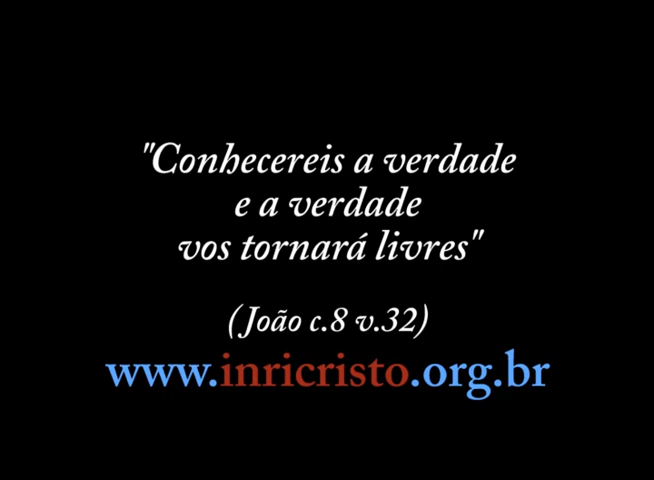 "Conhecereis a verdade
e a verdade
vos tornará livres"
(João c.8 v.32)
www.inricristo.org.br